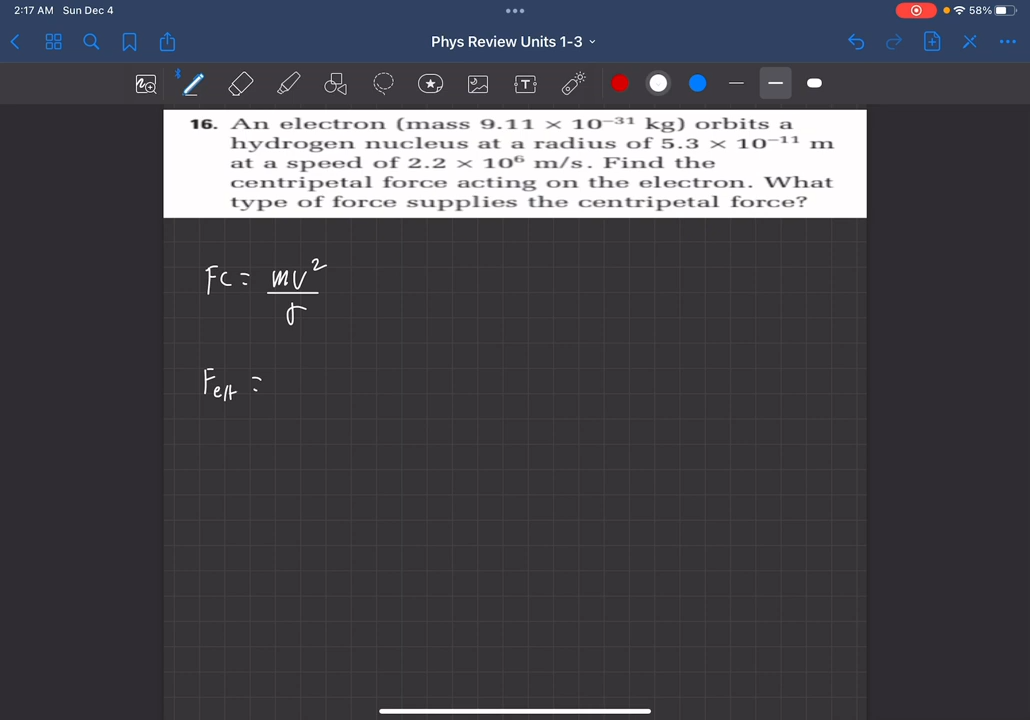 2:17 AM Sun Dec 4
58%
Phys Review Units 1-3
T
16. An electron (mass 9.11 × 10⁻³¹ kg) orbits a
hydrogen nucleus at a radius of 5.3 × 10⁻¹¹ m
at a speed of 2.2 × 10⁶ m/s. Find the
centripetal force acting on the electron. What
type of force supplies the centripetal force?
Fc = mv²
r
F =